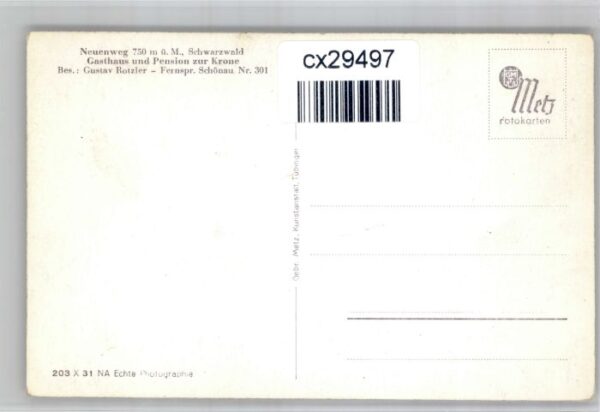 Neuenweg 750 m ü. M., Schwarzwald
Gasthaus und Pension zur Krone
Bes.: Gustav Rotzler – Fernspr. Schönau Nr. 301
cx29497
Metz
Fotokarten
Gebr. Metz, Kunstanstalt, Tübingen
203 X 31 NA Echte Photographie